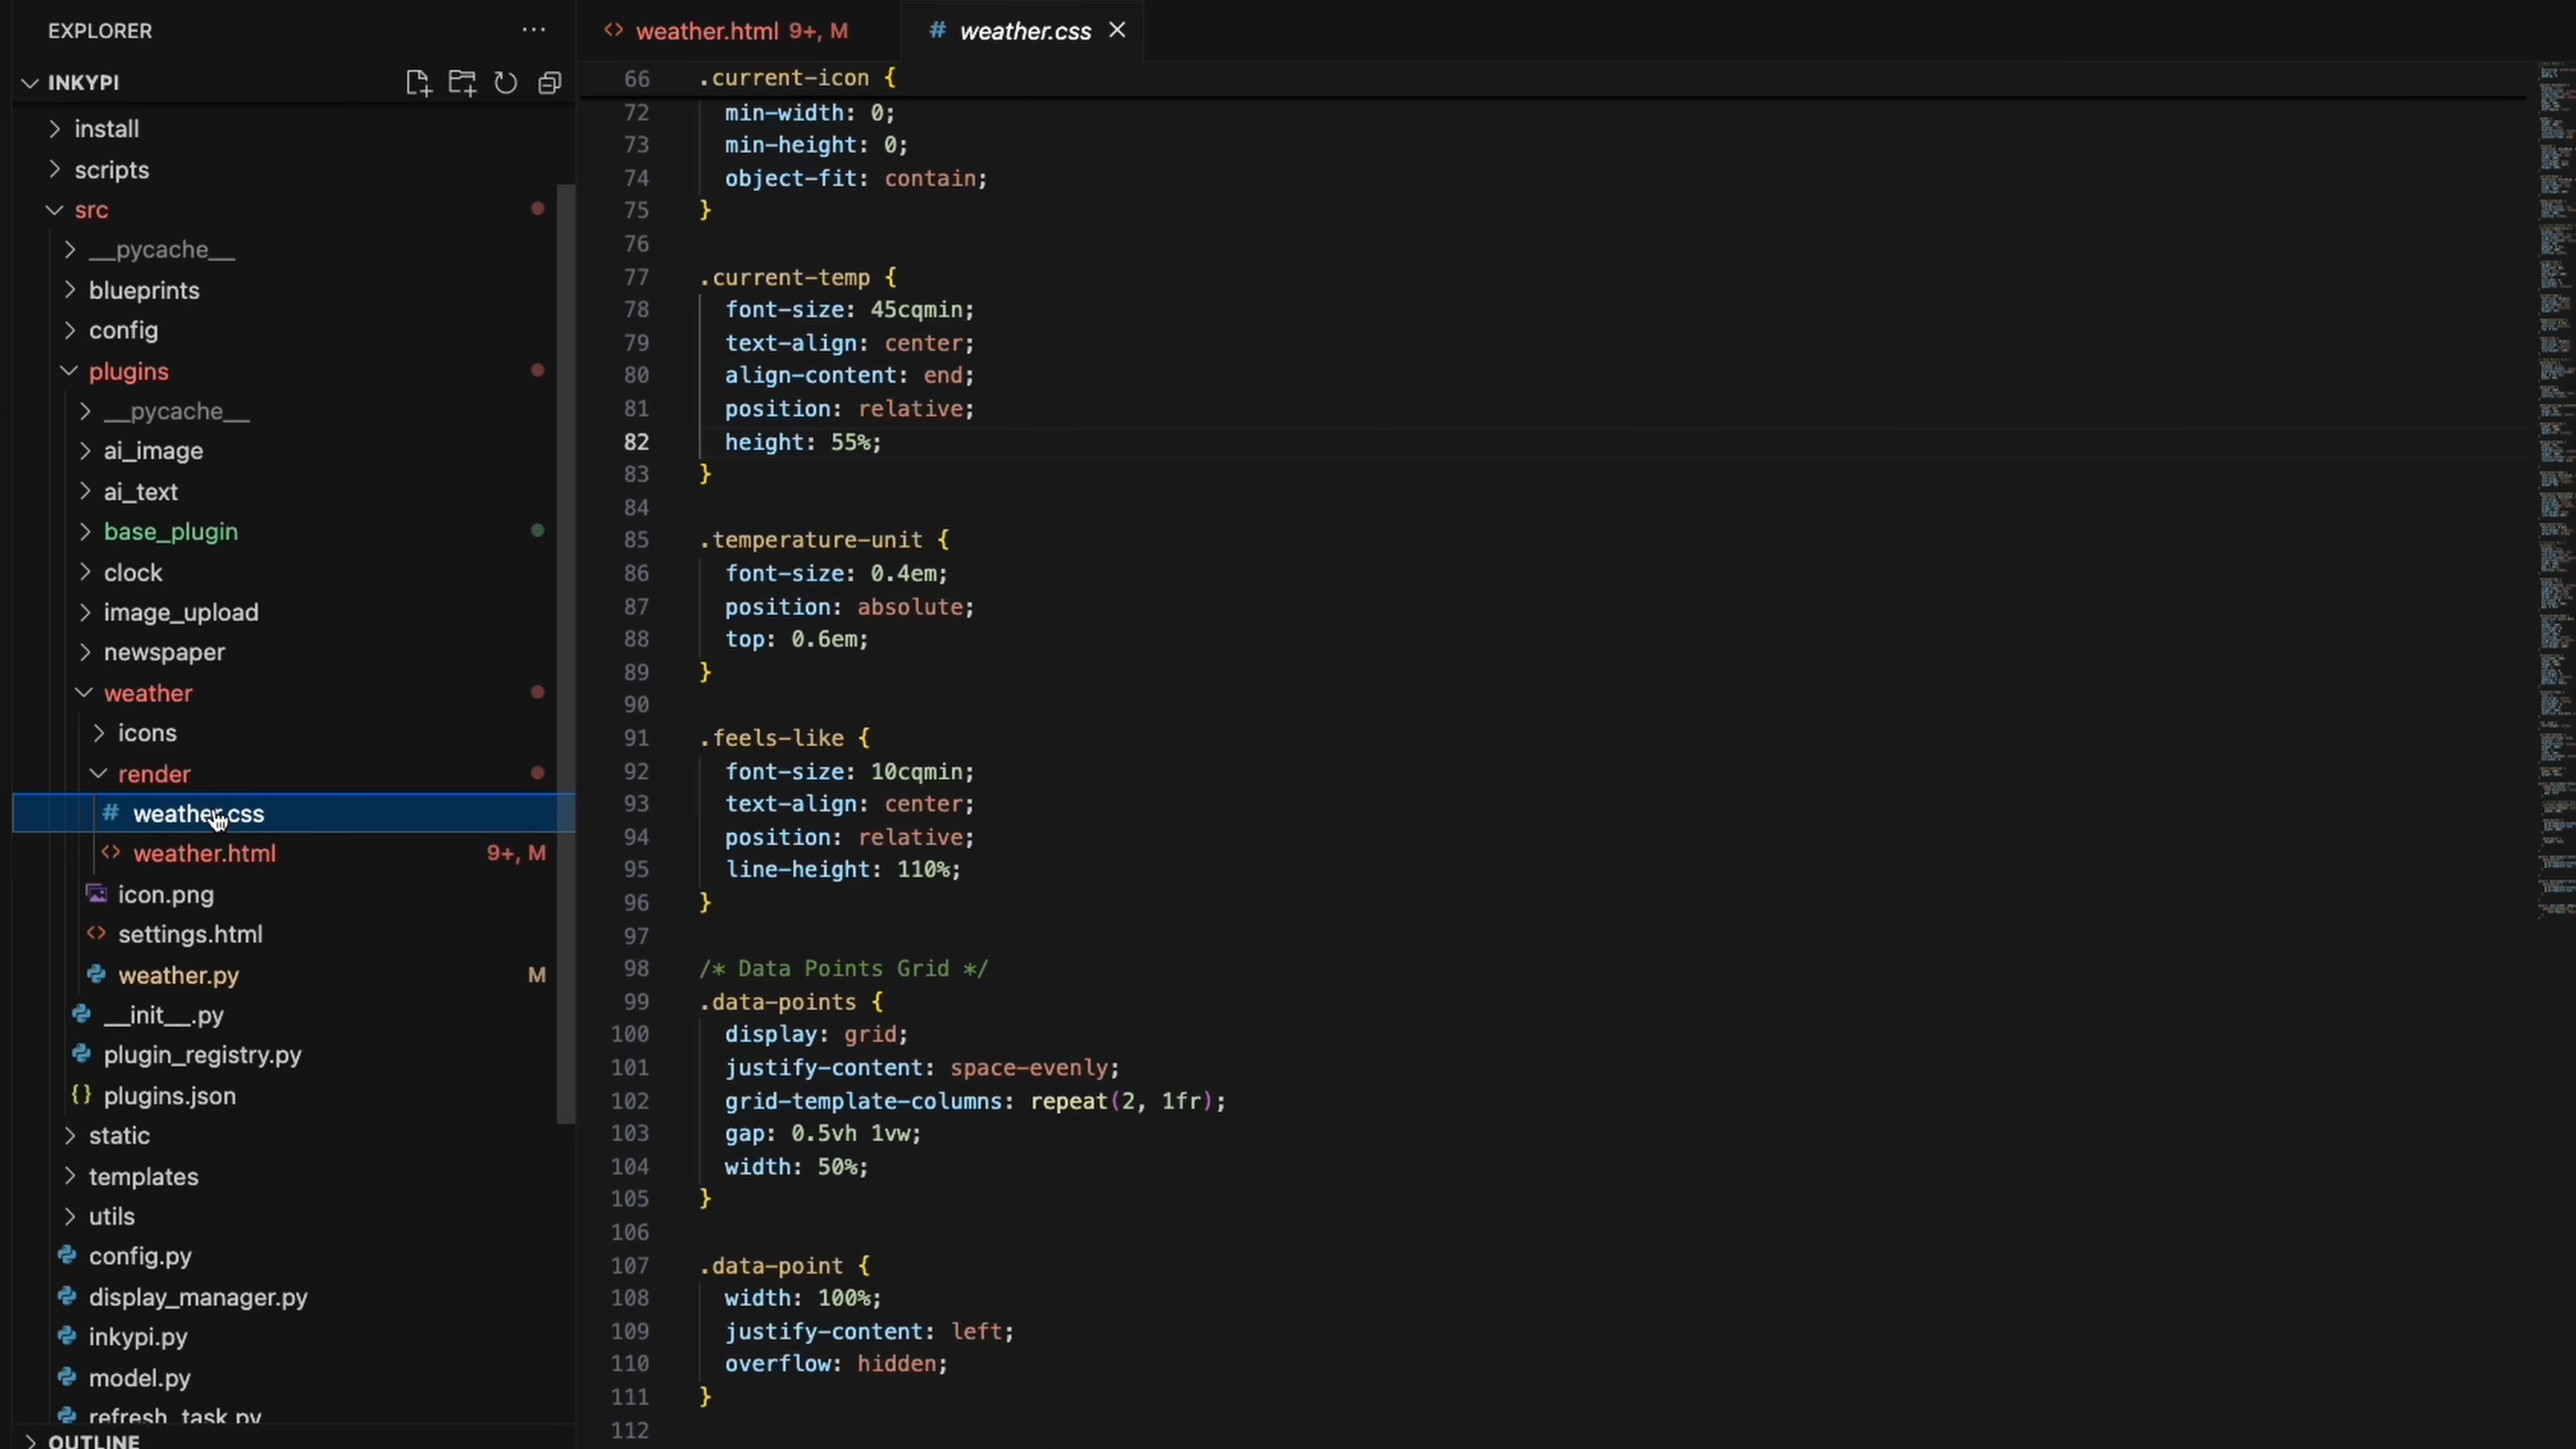 EXPLORER
INKYPI
install
scripts
src
__pycache__
blueprints
config
plugins
__pycache__
ai_image
ai_text
base_plugin
clock
image_upload
newspaper
weather
icons
render
# weather.css
<> weather.html 9+, M
icon.png
<> settings.html
weather.py M
__init__.py
plugin_registry.py
{} plugins.json
static
templates
utils
config.py
display_manager.py
inkypi.py
model.py
refresh_task.py
OUTLINE
<> weather.html 9+, M # weather.css
66 .current-icon {
72 min-width: 0;
73 min-height: 0;
74 object-fit: contain;
75 }
76
77 .current-temp {
78 font-size: 45cqmin;
79 text-align: center;
80 align-content: end;
81 position: relative;
82 height: 55%;
83 }
84
85 .temperature-unit {
86 font-size: 0.4em;
87 position: absolute;
88 top: 0.6em;
89 }
90
91 .feels-like {
92 font-size: 10cqmin;
93 text-align: center;
94 position: relative;
95 line-height: 110%;
96 }
97
98 /* Data Points Grid */
99 .data-points {
100 display: grid;
101 justify-content: space-evenly;
102 grid-template-columns: repeat(2, 1fr);
103 gap: 0.5vh 1vw;
104 width: 50%;
105 }
106
107 .data-point {
108 width: 100%;
109 justify-content: left;
110 overflow: hidden;
111 }
112